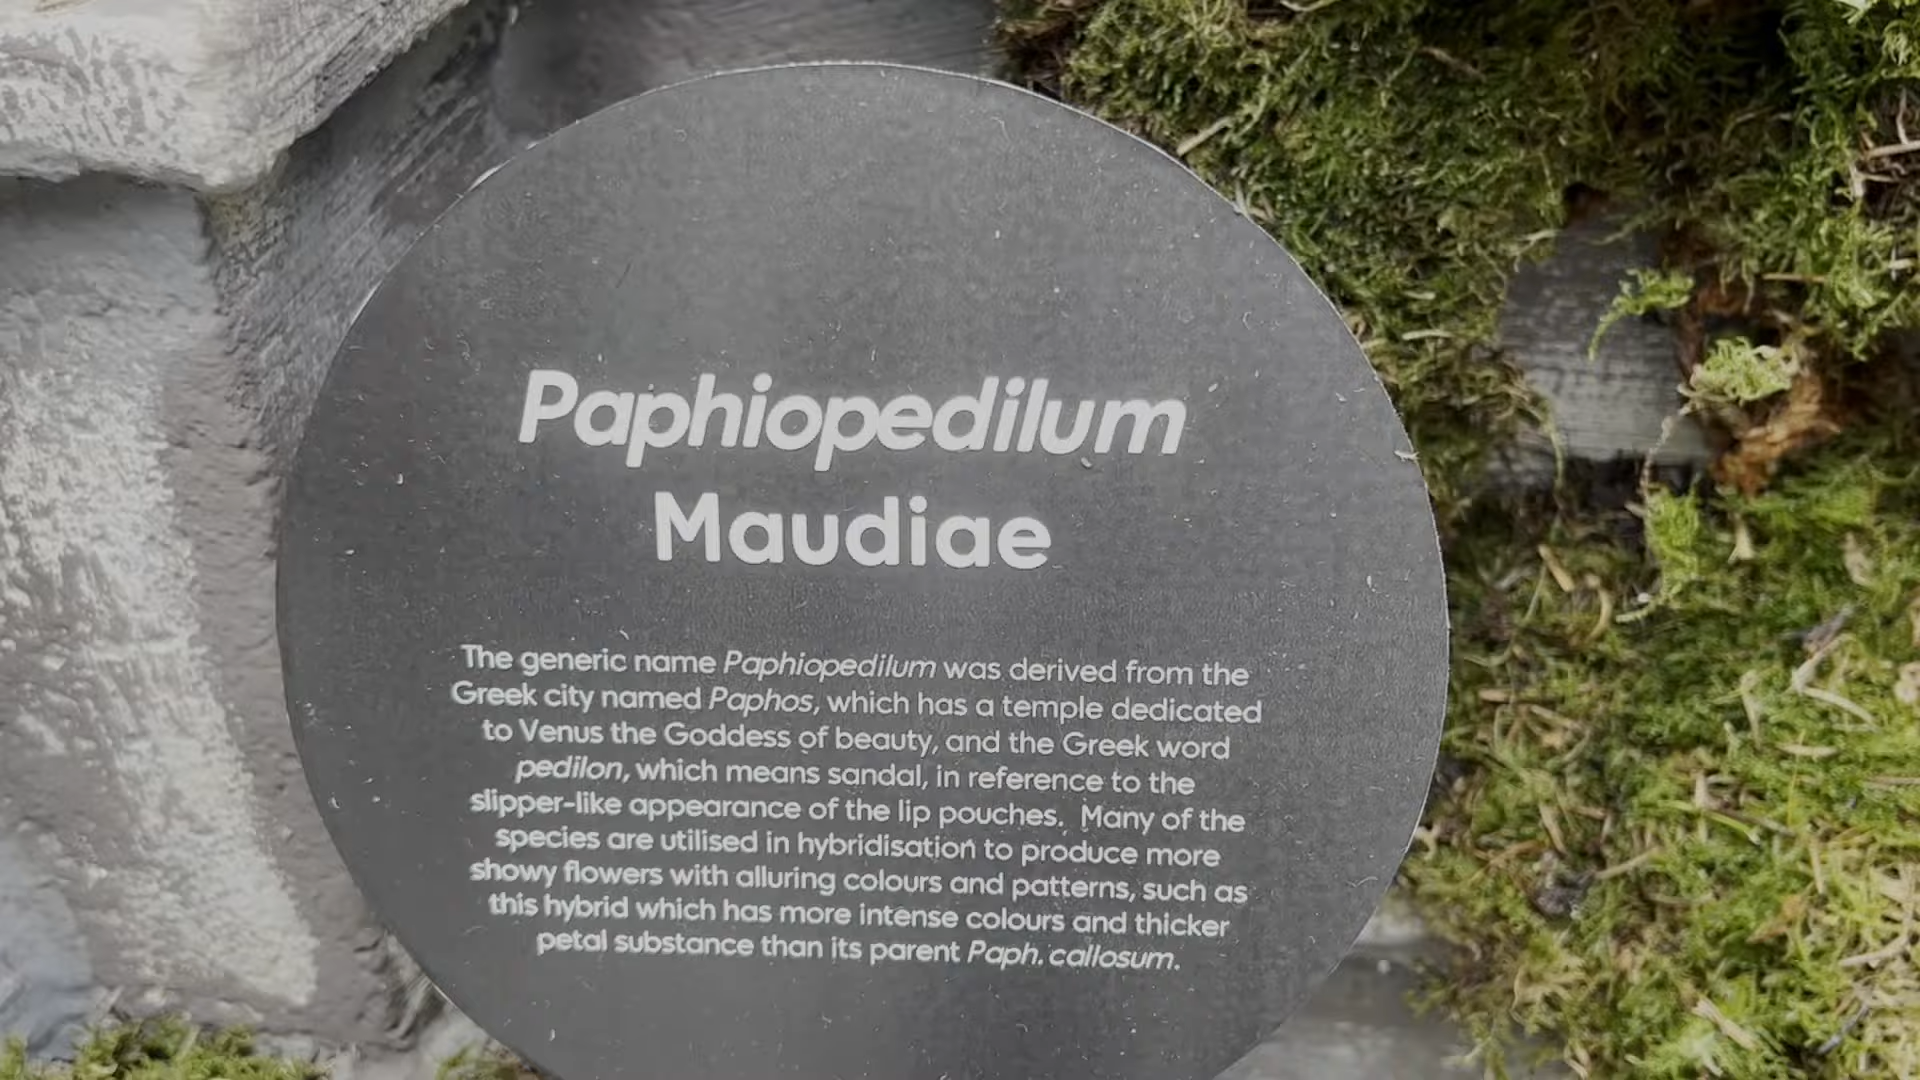 Paphiopedilum
Maudiae
The generic name Paphiopedilum was derived from the
Greek city named Paphos, which has a temple dedicated
to Venus the Goddess of beauty, and the Greek word
pedilon, which means sandal, in reference to the
slipper-like appearance of the lip pouches. Many of the
species are utilised in hybridisation to produce more
showy flowers with alluring colours and patterns, such as
this hybrid which has more intense colours and thicker
petal substance than its parent Paph. callosum.